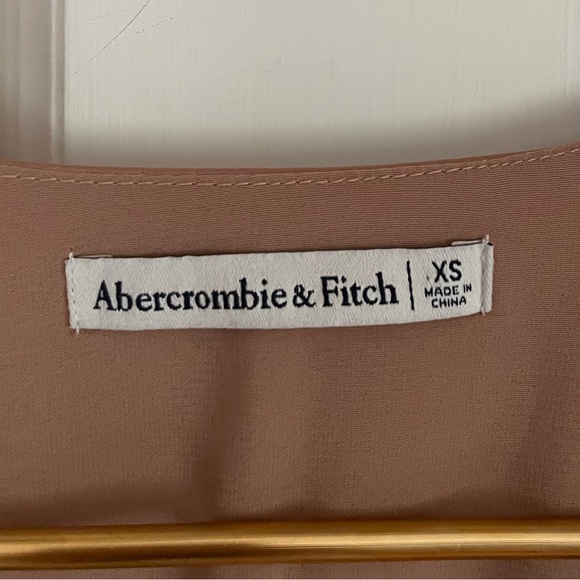 Abercrombie & Fitch | XS
MADE IN
CHINA